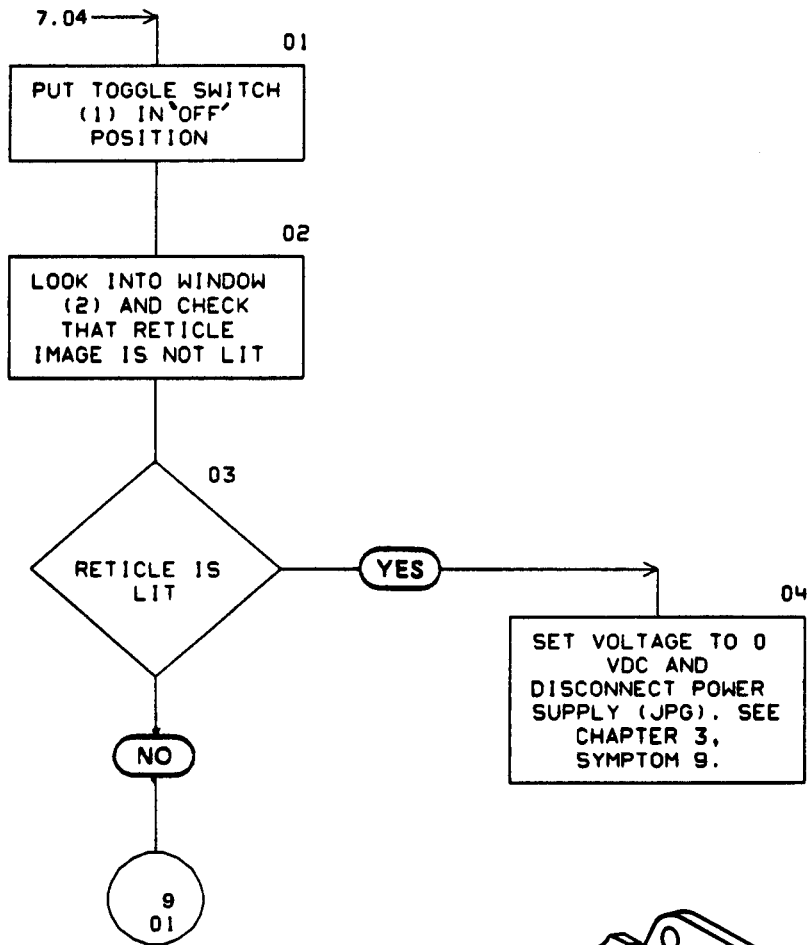 7.04
01
PUT TOGGLE SWITCH
(1) IN‵OFF′
POSITION
02
LOOK INTO WINDOW
(2) AND CHECK
THAT RETICLE
IMAGE IS NOT LIT
03
RETICLE IS
LIT
YES
04
SET VOLTAGE TO 0
VDC AND
DISCONNECT POWER
SUPPLY (JPG). SEE
CHAPTER 3,
SYMPTOM 9.
NO
9
01